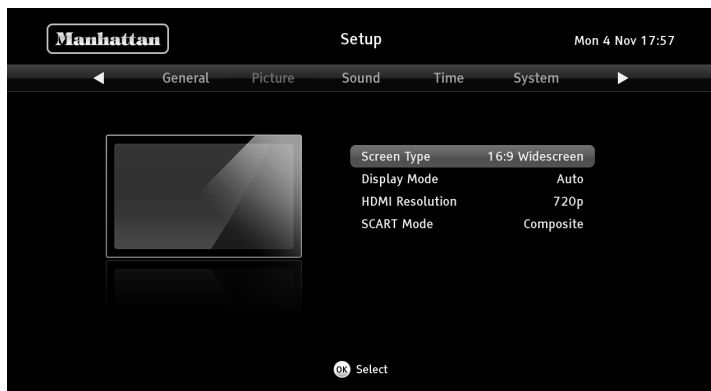 Manhattan Setup Mon 4 Nov 17:57
General Picture Sound Time System
Screen Type 16:9 Widescreen
Display Mode Auto
HDMI Resolution 720p
SCART Mode Composite
OK Select